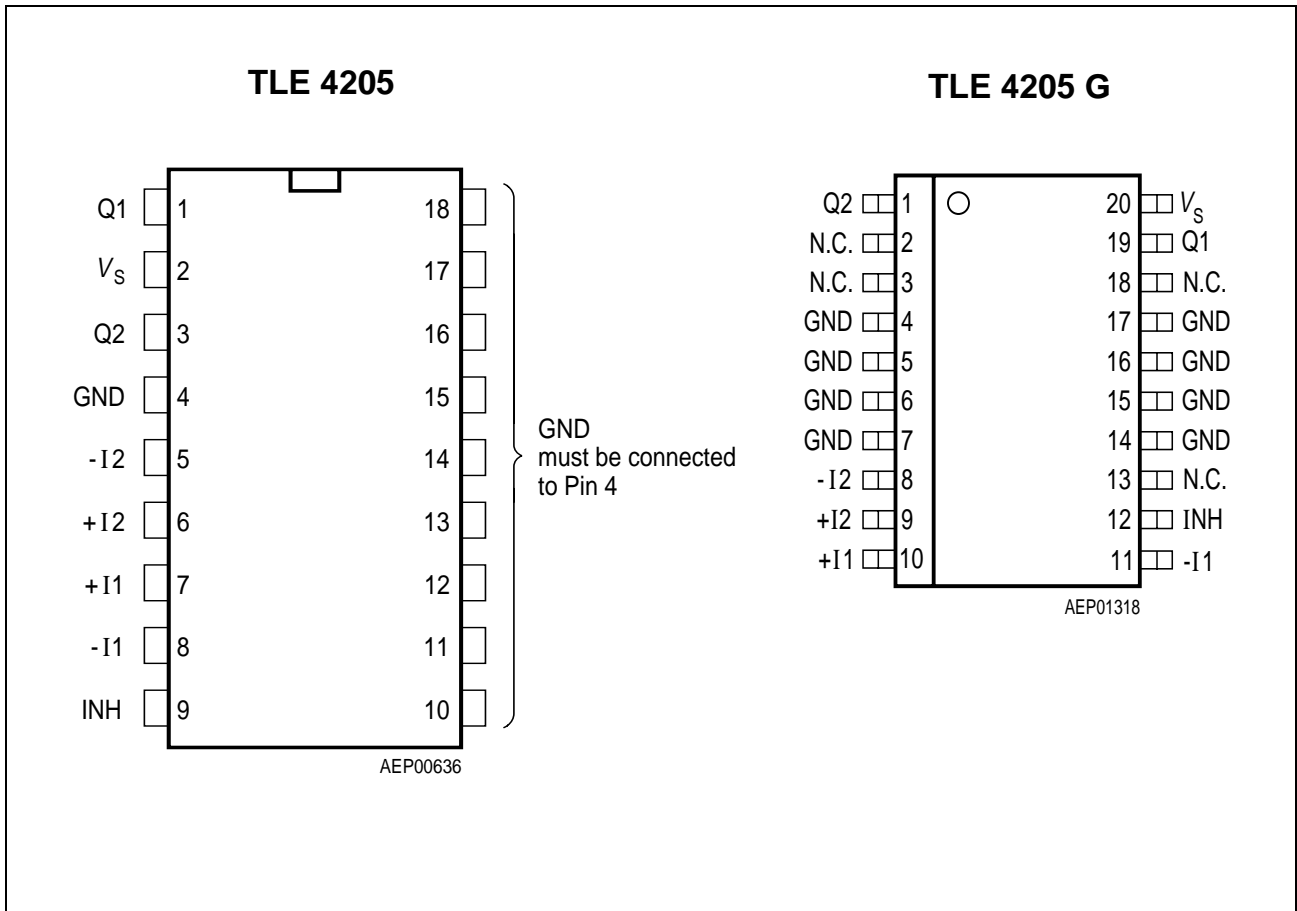 TLE 4205
Q1 1 18
VS 2 17
Q2 3 16
GND 4 15
-I2 5 14
+I2 6 13
+I1 7 12
-I1 8 11
INH 9 10
GND
must be connected
to Pin 4
AEP00636
TLE 4205 G
Q2 1 20 VS
N.C. 2 19 Q1
N.C. 3 18 N.C.
GND 4 17 GND
GND 5 16 GND
GND 6 15 GND
GND 7 14 GND
-I2 8 13 N.C.
+I2 9 12 INH
+I1 10 11 -I1
AEP01318